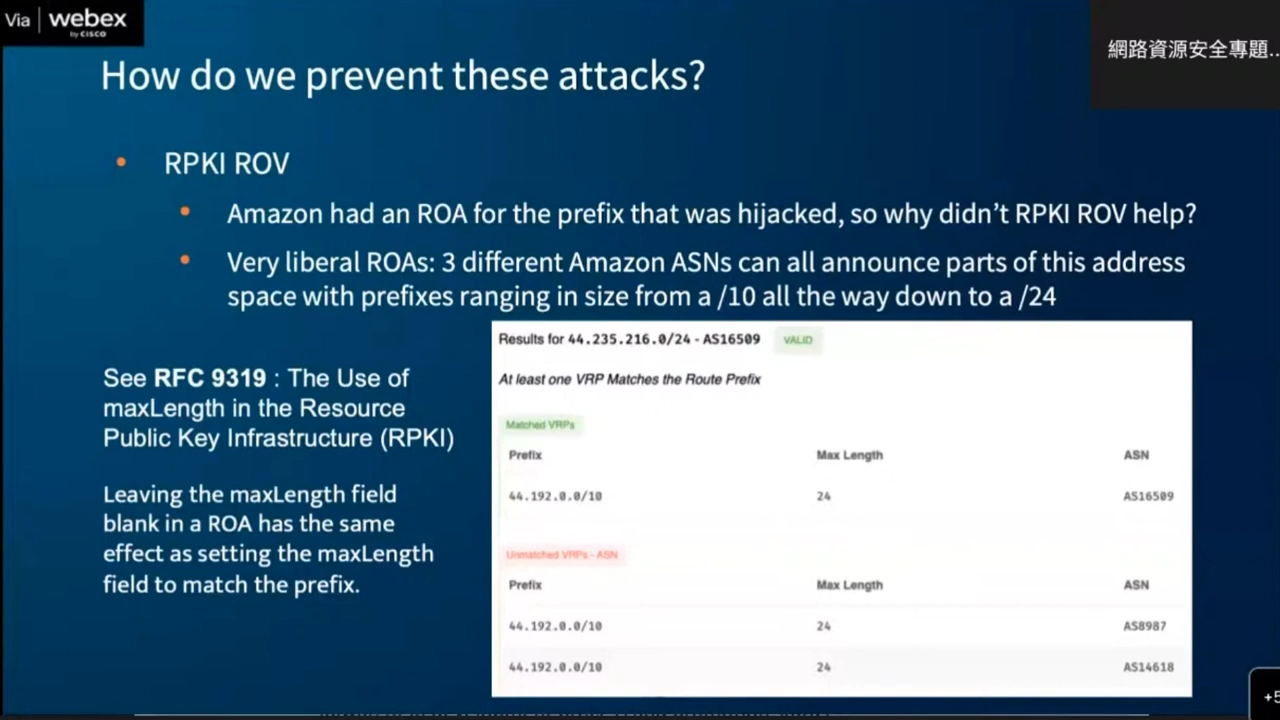 Via webex
by CISCO
網路資源安全專題...
How do we prevent these attacks?
• RPKI ROV
• Amazon had an ROA for the prefix that was hijacked, so why didn’t RPKI ROV help?
• Very liberal ROAs: 3 different Amazon ASNs can all announce parts of this address
space with prefixes ranging in size from a /10 all the way down to a /24
See RFC 9319 : The Use of
maxLength in the Resource
Public Key Infrastructure (RPKI)
Leaving the maxLength field
blank in a ROA has the same
effect as setting the maxLength
field to match the prefix.
Results for 44.235.216.0/24 - AS16509 VALID
At least one VRP Matches the Route Prefix
Matched VRPs
Prefix Max Length ASN
44.192.0.0/10 24 AS16509
Unmatched VRPs - ASN
Prefix Max Length ASN
44.192.0.0/10 24 AS8987
44.192.0.0/10 24 AS14618